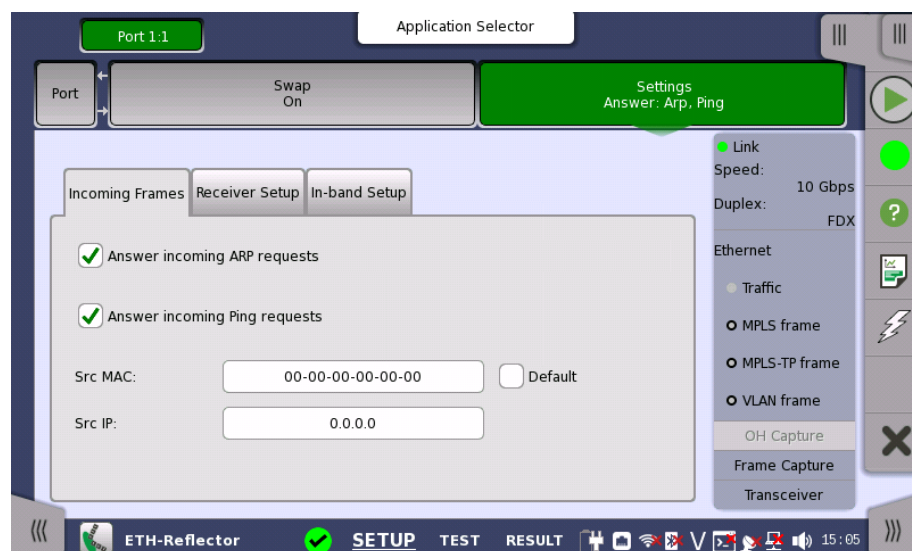 Port 1:1
Application Selector
Port
Swap
On
Settings
Answer: Arp, Ping
Incoming Frames
Receiver Setup
In-band Setup
Answer incoming ARP requests
Answer incoming Ping requests
Src MAC:
00-00-00-00-00-00
Default
Src IP:
0.0.0.0
Link
Speed:
10 Gbps
Duplex:
FDX
Ethernet
Traffic
MPLS frame
MPLS-TP frame
VLAN frame
OH Capture
Frame Capture
Transceiver
ETH-Reflector
SETUP
TEST
RESULT
15:05